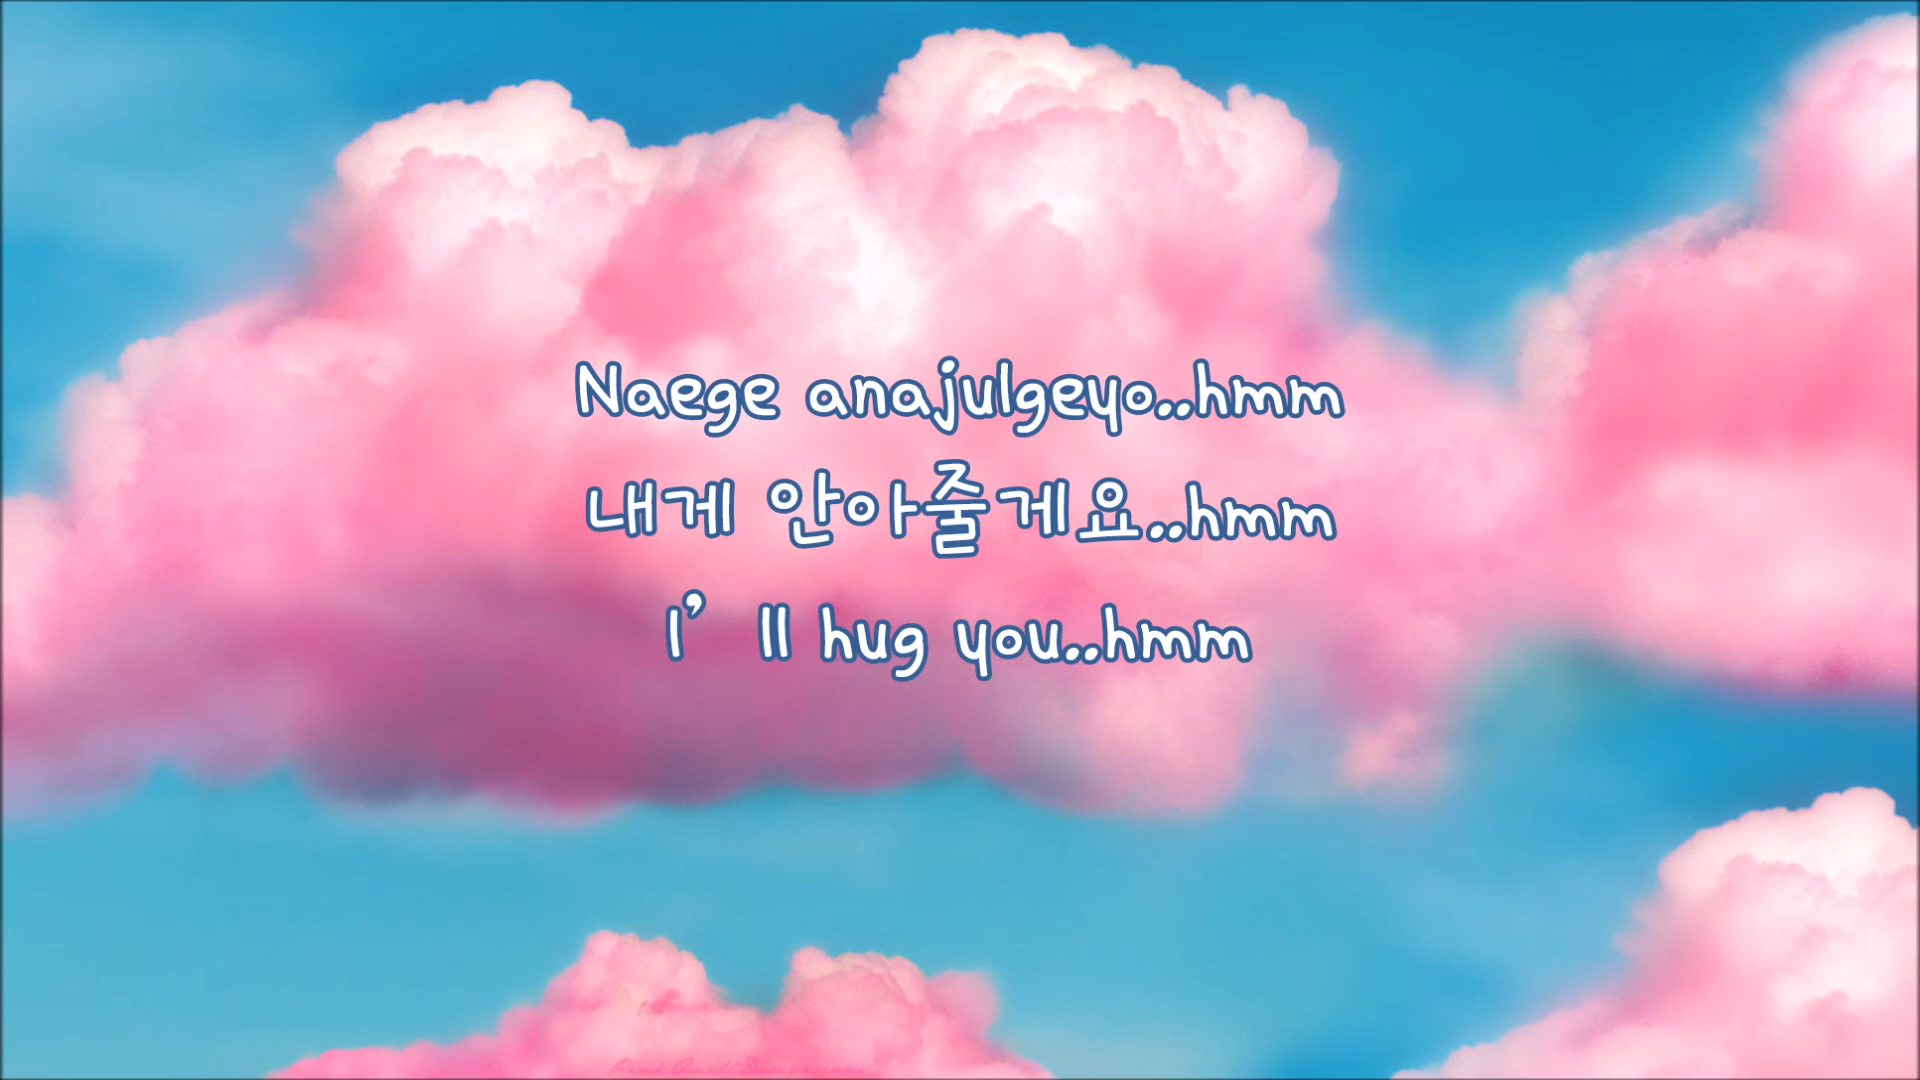 Naege anajulgeyo..hmm
내게 안아줄게요..hmm
I’ll hug you..hmm